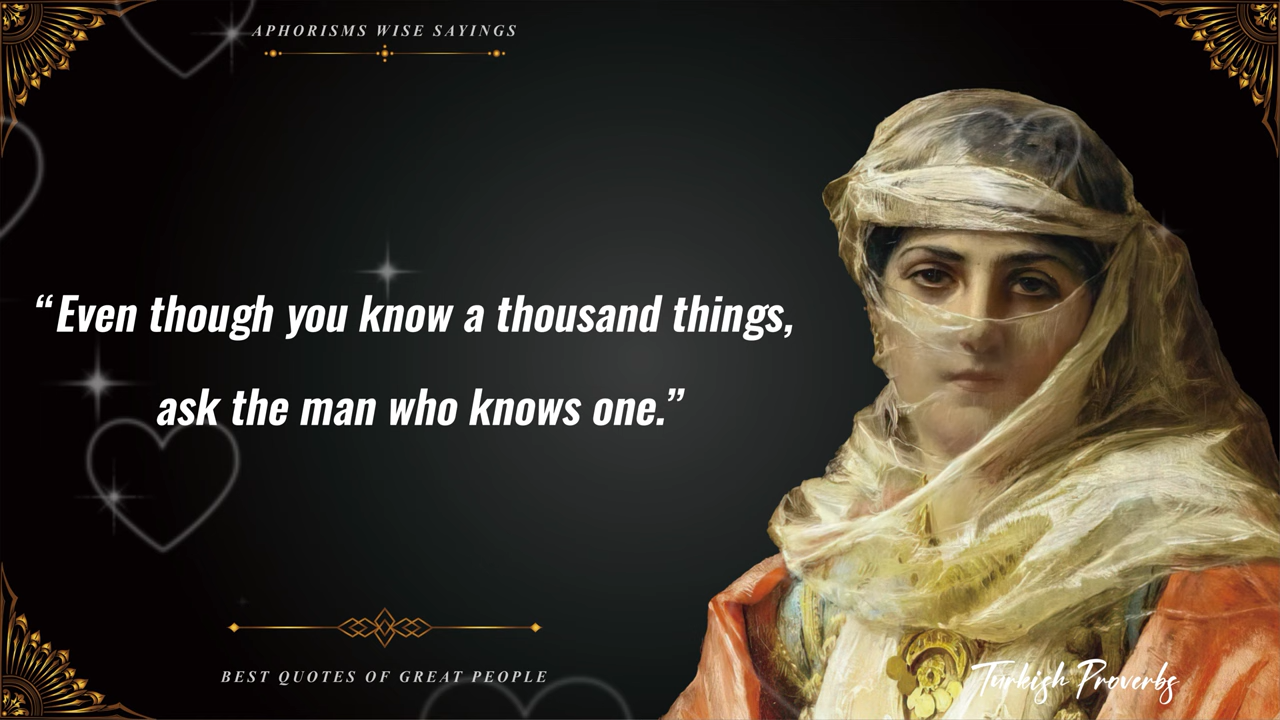 APHORISMS WISE SAYINGS
“Even though you know a thousand things,
ask the man who knows one.”
BEST QUOTES OF GREAT PEOPLE
Turkish Proverbs